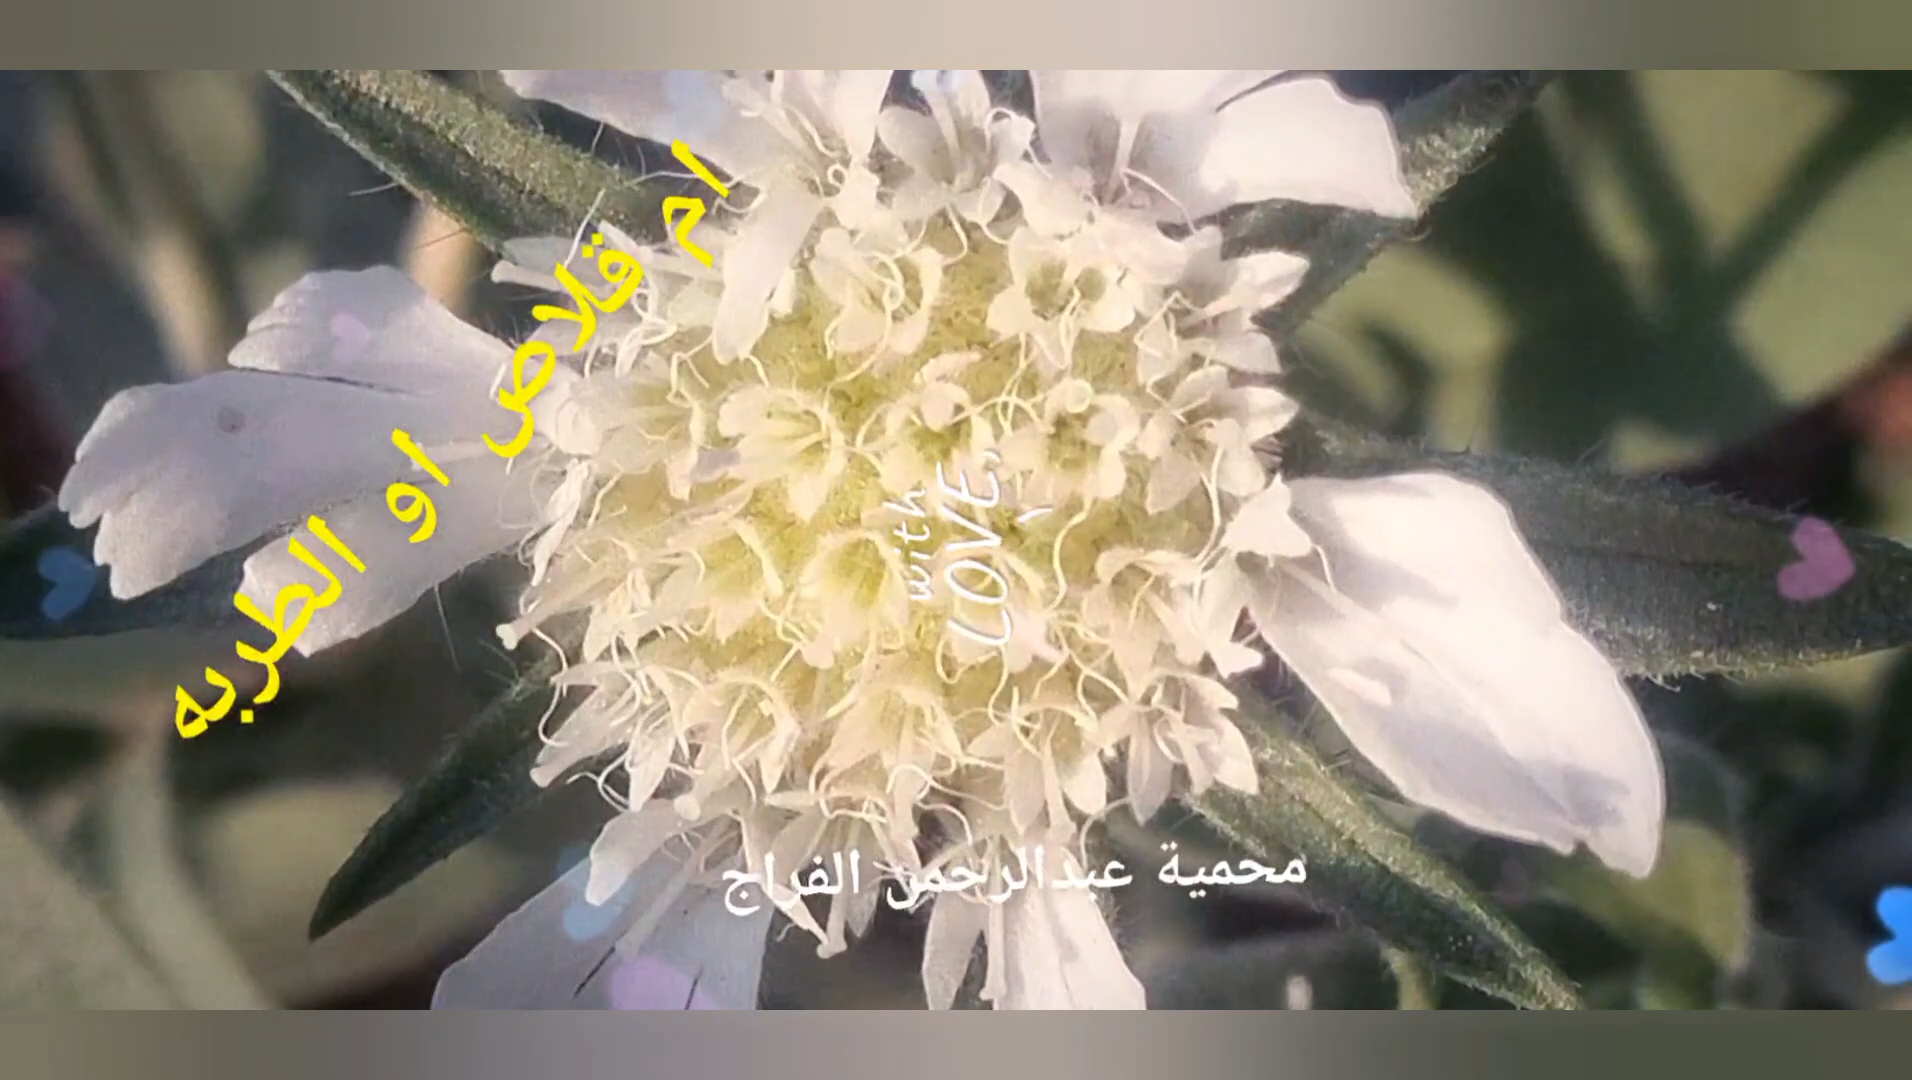 ام قلاص او الطربه
with
LOVE,
محمية عبدالرحمن الفراج